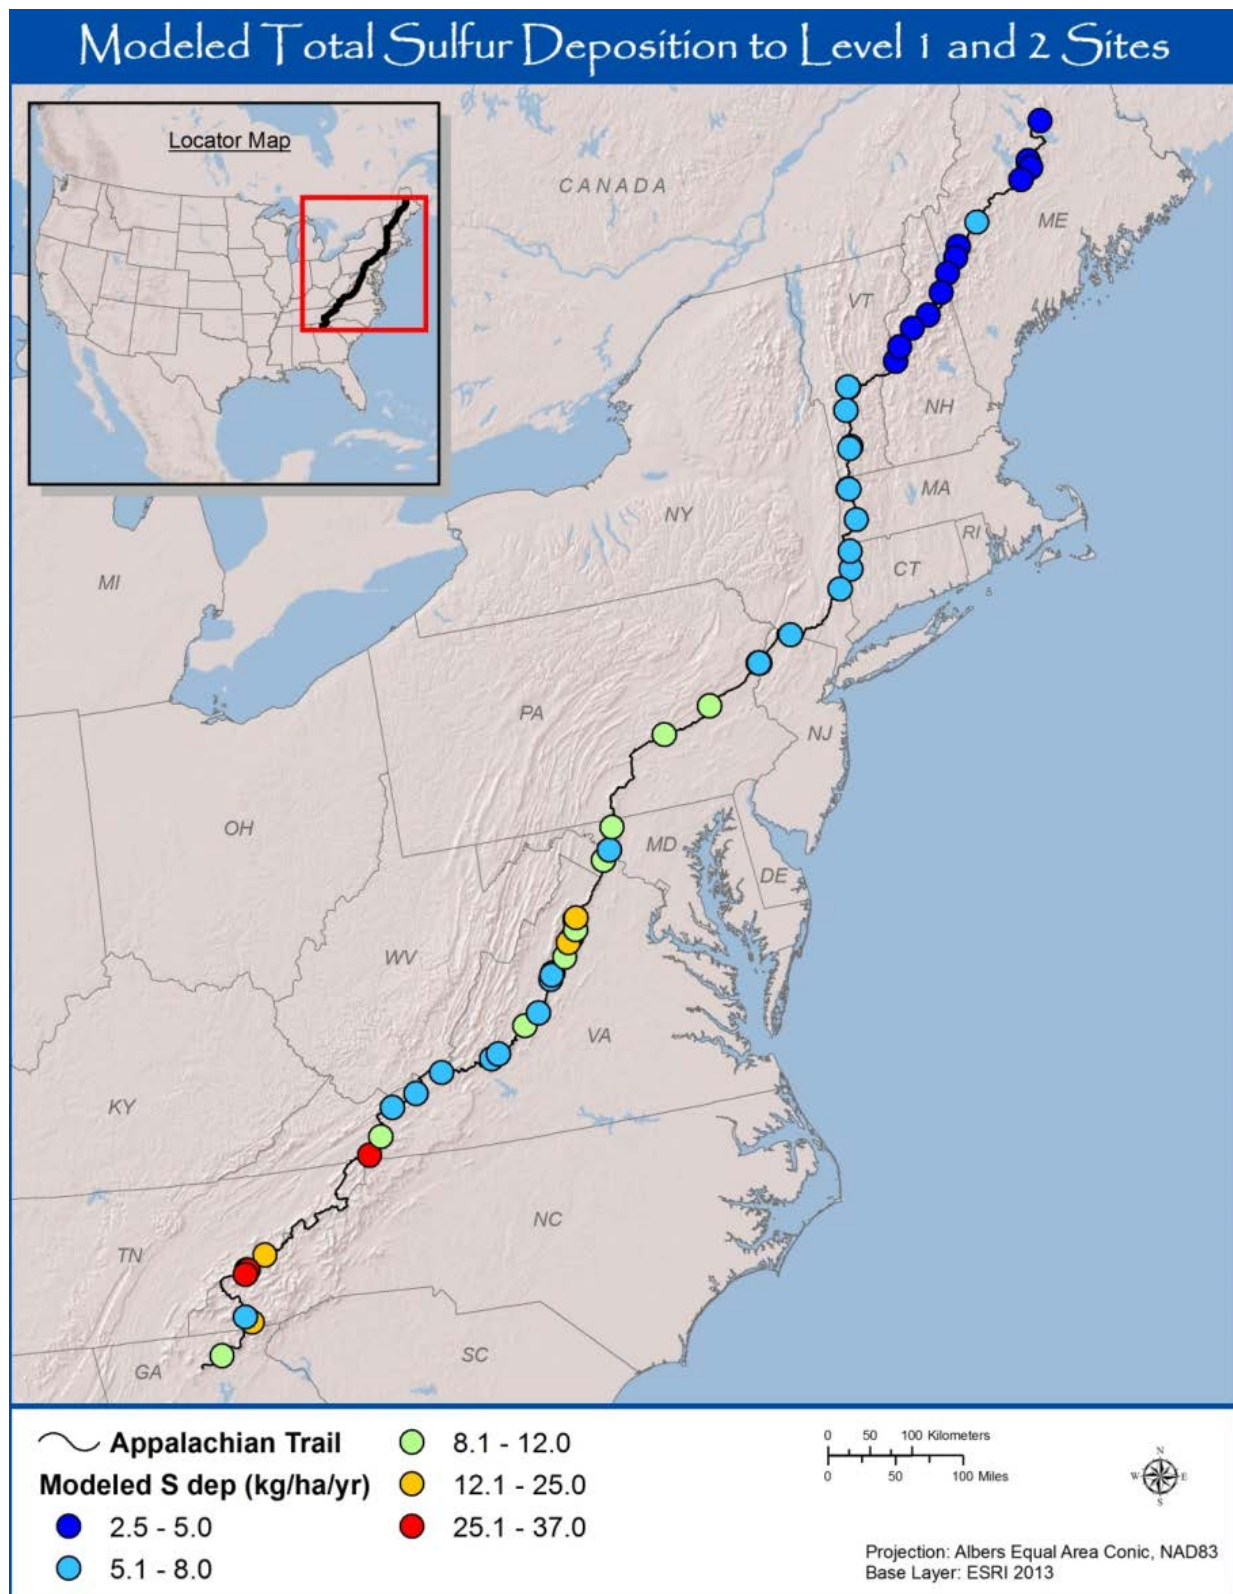 Modeled Total Sulfur Deposition to Level 1 and 2 Sites
Locator Map
CANADA
ME
VT
NH
MA
NY
RI
CT
MI
PA
NJ
OH
MD
DE
WV
VA
KY
NC
TN
SC
GA
Appalachian Trail
Modeled S dep (kg/ha/yr)
2.5 - 5.0
5.1 - 8.0
8.1 - 12.0
12.1 - 25.0
25.1 - 37.0
0 50 100 Kilometers
0 50 100 Miles
N
W E
S
Projection: Albers Equal Area Conic, NAD83
Base Layer: ESRI 2013